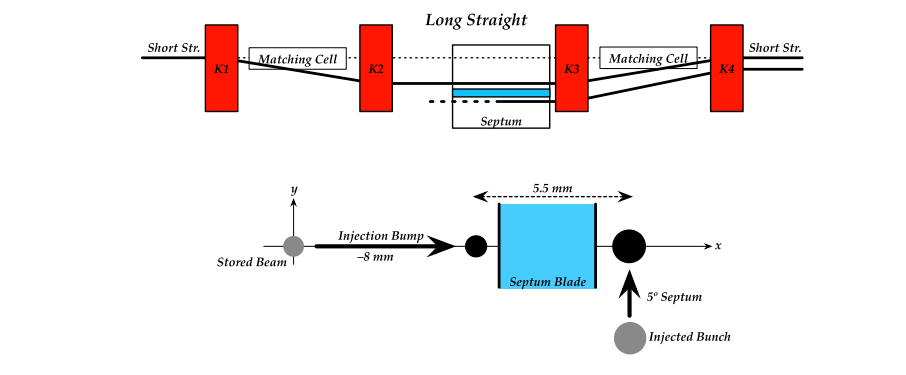 Long Straight
Short Str.
Matching Cell
Matching Cell
Short Str.
K1
K2
K3
K4
Septum
5.5 mm
y
Injection Bump
x
–8 mm
Stored Beam
Septum Blade
5º Septum
Injected Bunch